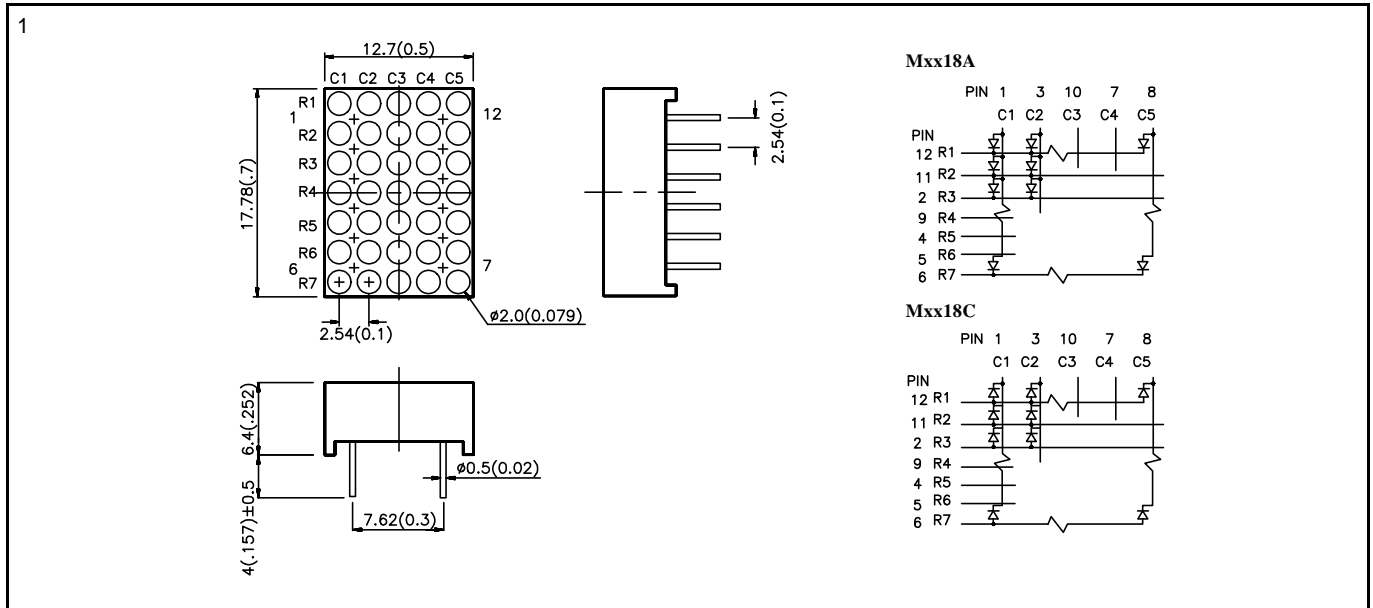 1
12.7(0.5)
C1 C2 C3 C4 C5
R1
1
R2
R3
R4
R5
R6
6
R7
12
7
17.78(.7)
2.54(0.1)
ø2.0(0.079)
2.54(0.1)
6.4(.252)
4(.157)±0.5
ø0.5(0.02)
7.62(0.3)
Mxx18A
PIN 1 3 10 7 8
C1 C2 C3 C4 C5
PIN
12 R1
11 R2
2 R3
9 R4
4 R5
5 R6
6 R7
Mxx18C
PIN 1 3 10 7 8
C1 C2 C3 C4 C5
PIN
12 R1
11 R2
2 R3
9 R4
4 R5
5 R6
6 R7